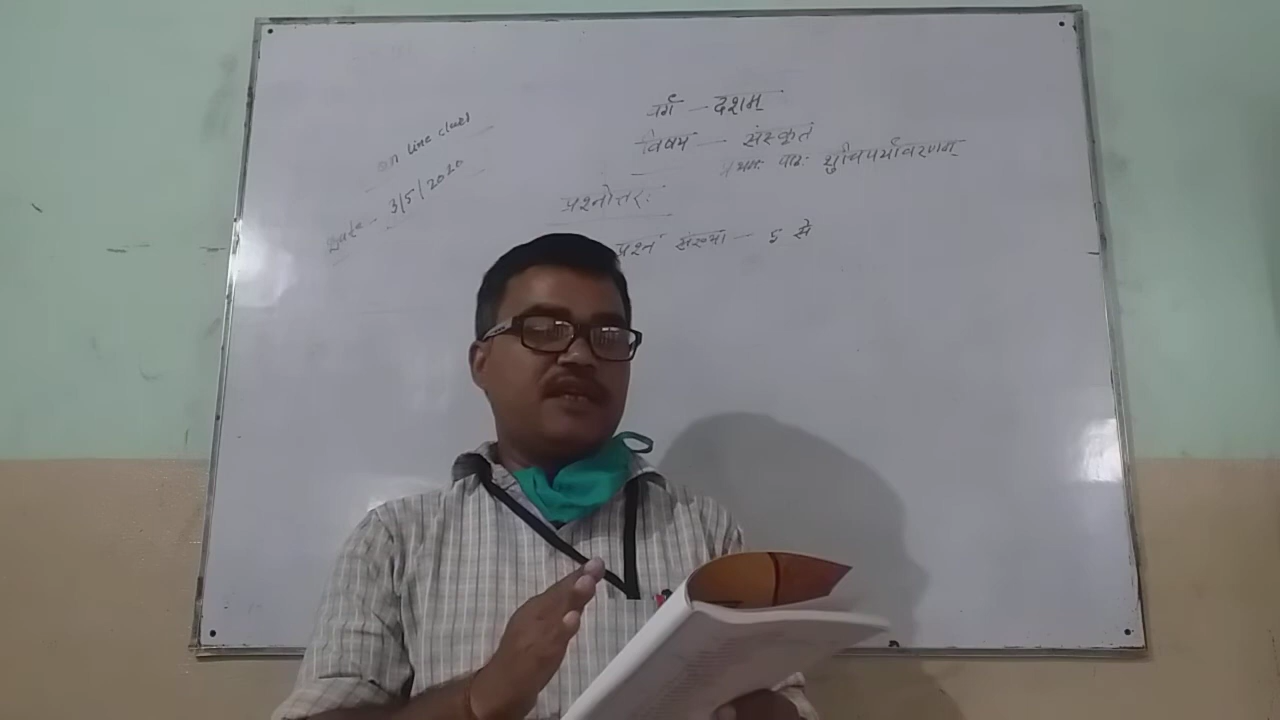 on line class
Date - 3/5/2020
वर्ग - दशम्
विषय - संस्कृतं
प्रथमः पाठः शुचिपर्यावरणम्
प्रश्नोत्तरः
प्रश्न संख्या - 5 से